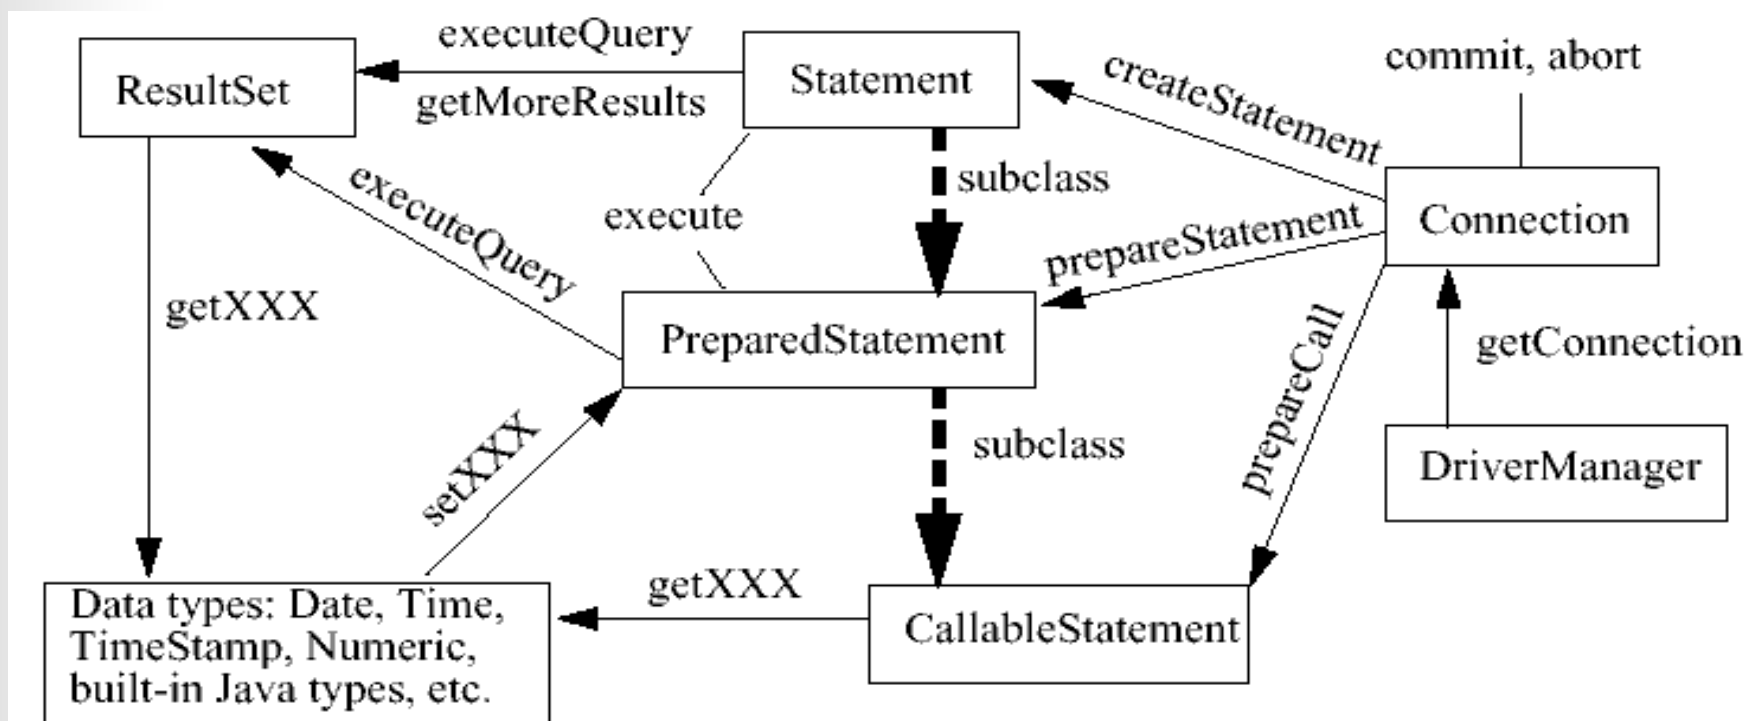 executeQuery
ResultSet
getMoreResults
Statement
createStatement
commit, abort
subclass
executeQuery
execute
prepareStatement
Connection
getXXX
PreparedStatement
prepareCall
getConnection
setXXX
subclass
DriverManager
getXXX
Data types: Date, Time,
TimeStamp, Numeric,
built-in Java types, etc.
CallableStatement